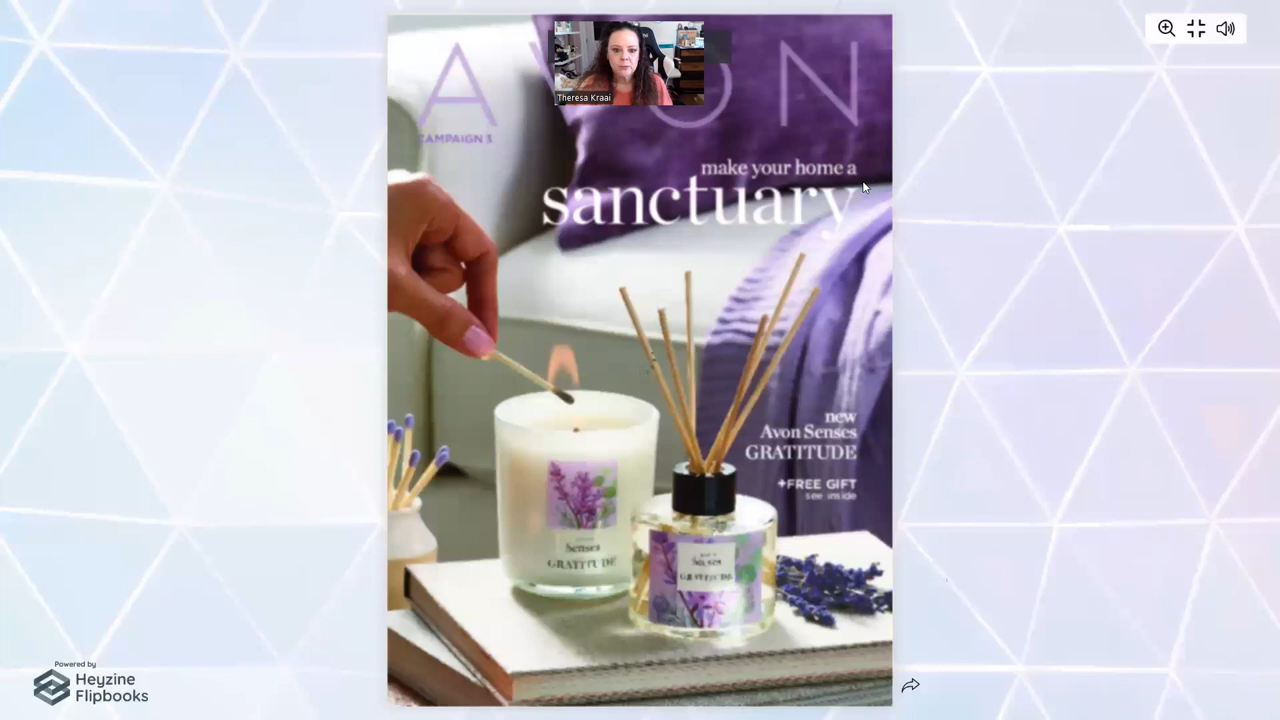 AVON
CAMPAIGN 3
Theresa Kraai
make your home a
sanctuary
new
Avon Senses
GRATITUDE
+FREE GIFT
see inside
Senses
GRATITUDE
Senses
GRATITUDE
Powered by
Heyzine
Flipbooks